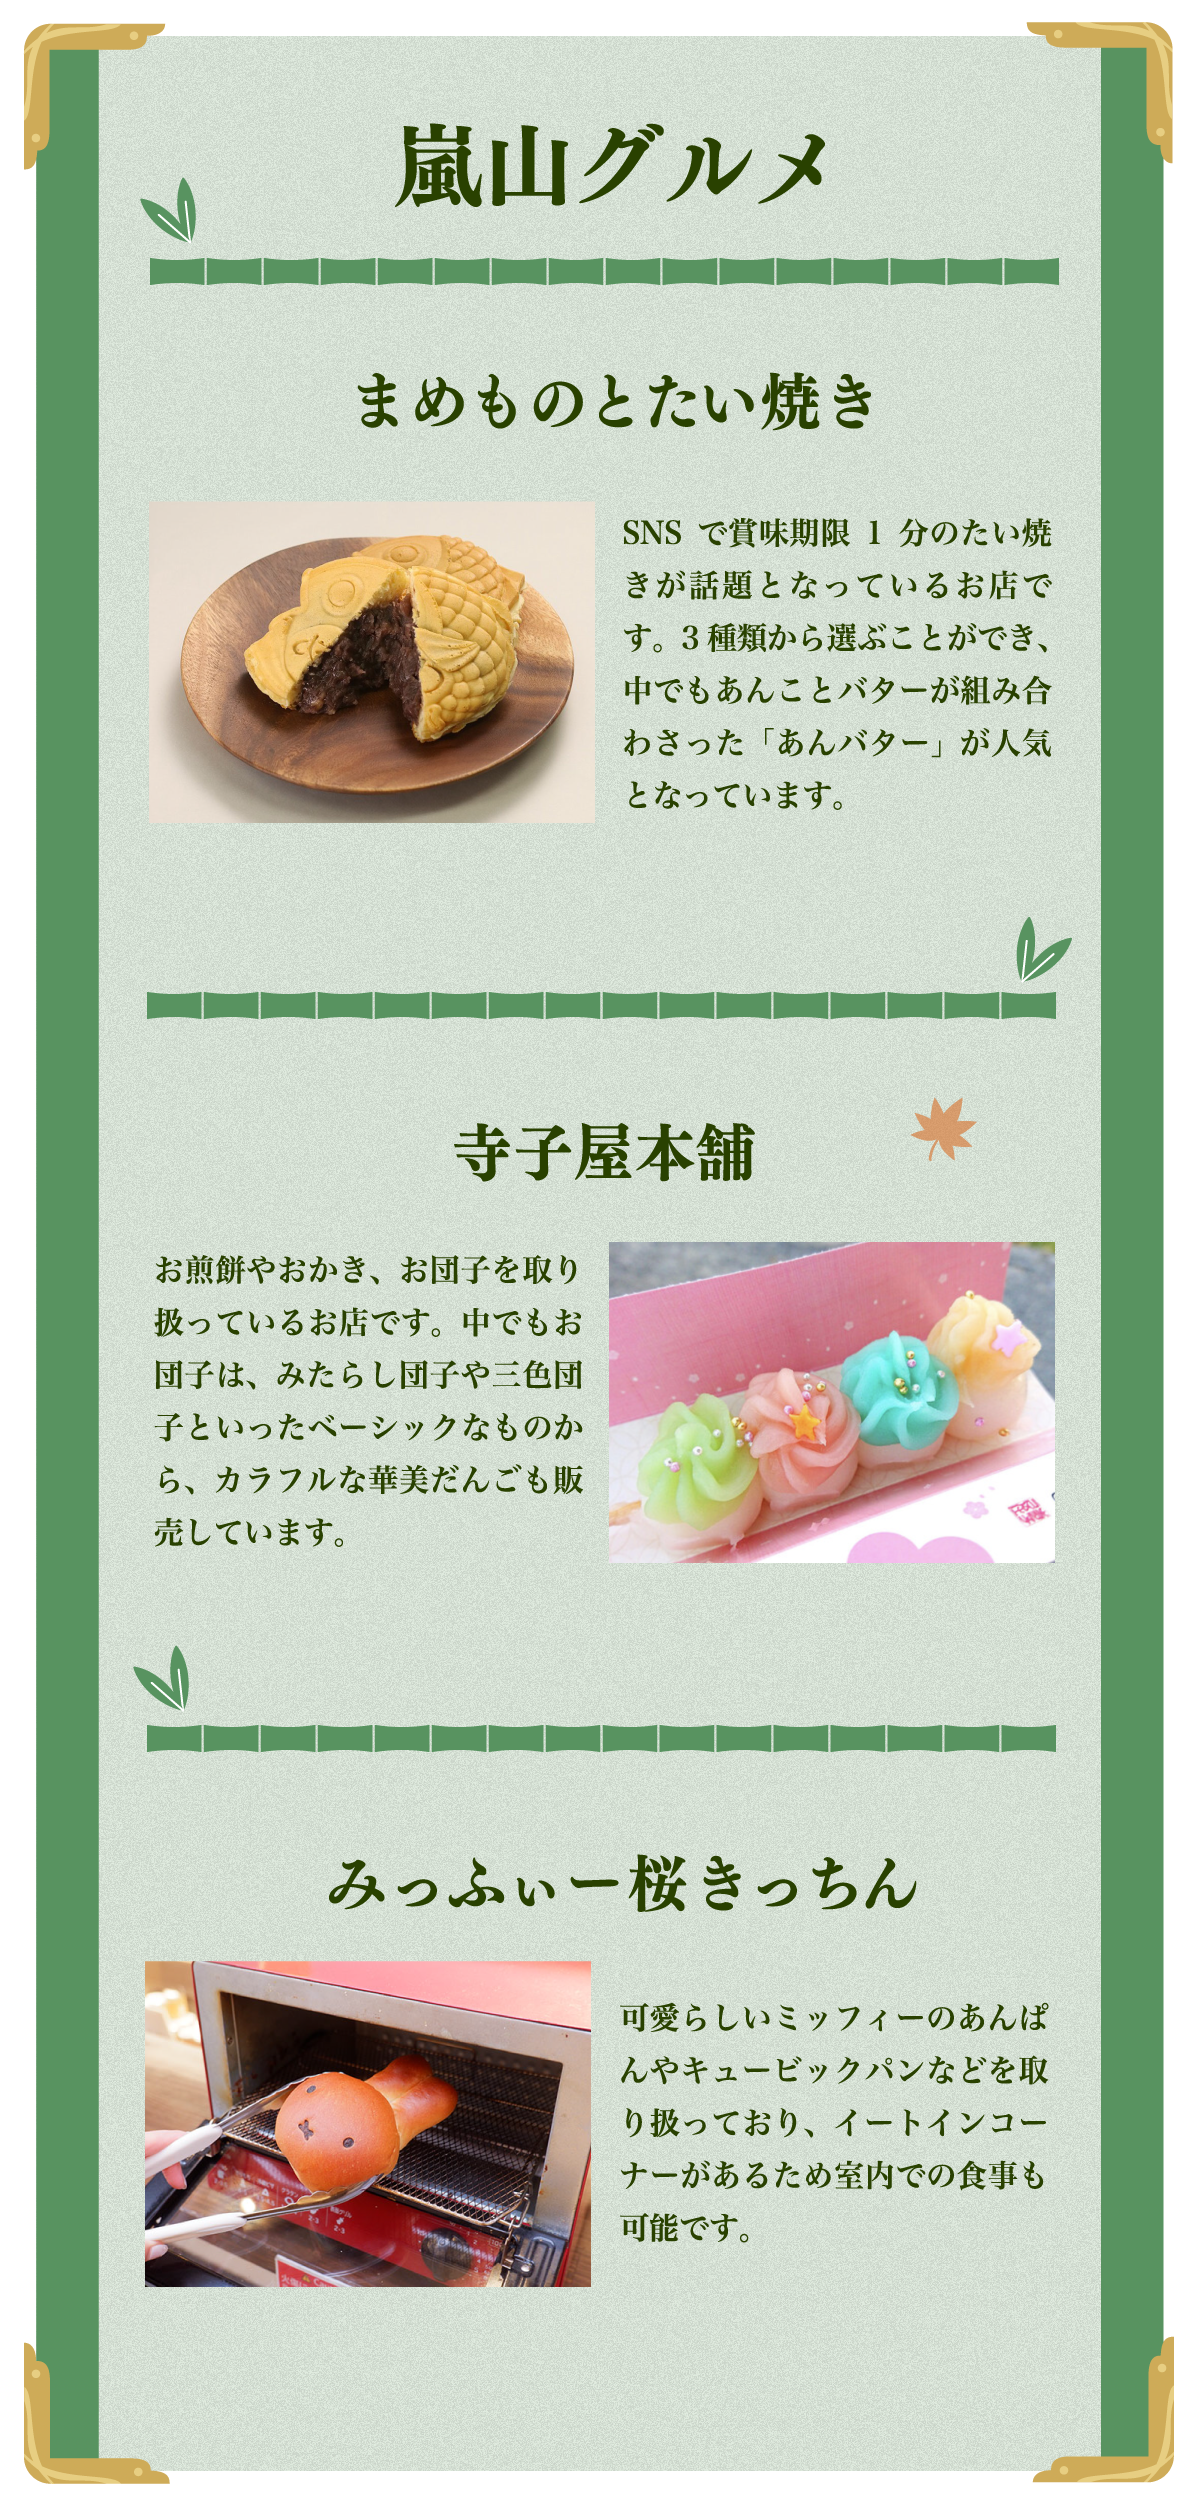 嵐山グルメ
まめものとたい焼き
SNS で賞味期限 1 分のたい焼
きが話題となっているお店で
す。3 種類から選ぶことができ、
中でもあんことバターが組み合
わさった「あんバター」が人気
となっています。
寺子屋本舗
お煎餅やおかき、お団子を取り
扱っているお店です。中でもお
団子は、みたらし団子や三色団
子といったベーシックなものか
ら、カラフルな華美だんごも販
売しています。
みっふぃー桜きっちん
可愛らしいミッフィーのあんぱ
んやキュービックパンなどを取
り扱っており、イートインコー
ナーがあるため室内での食事も
可能です。